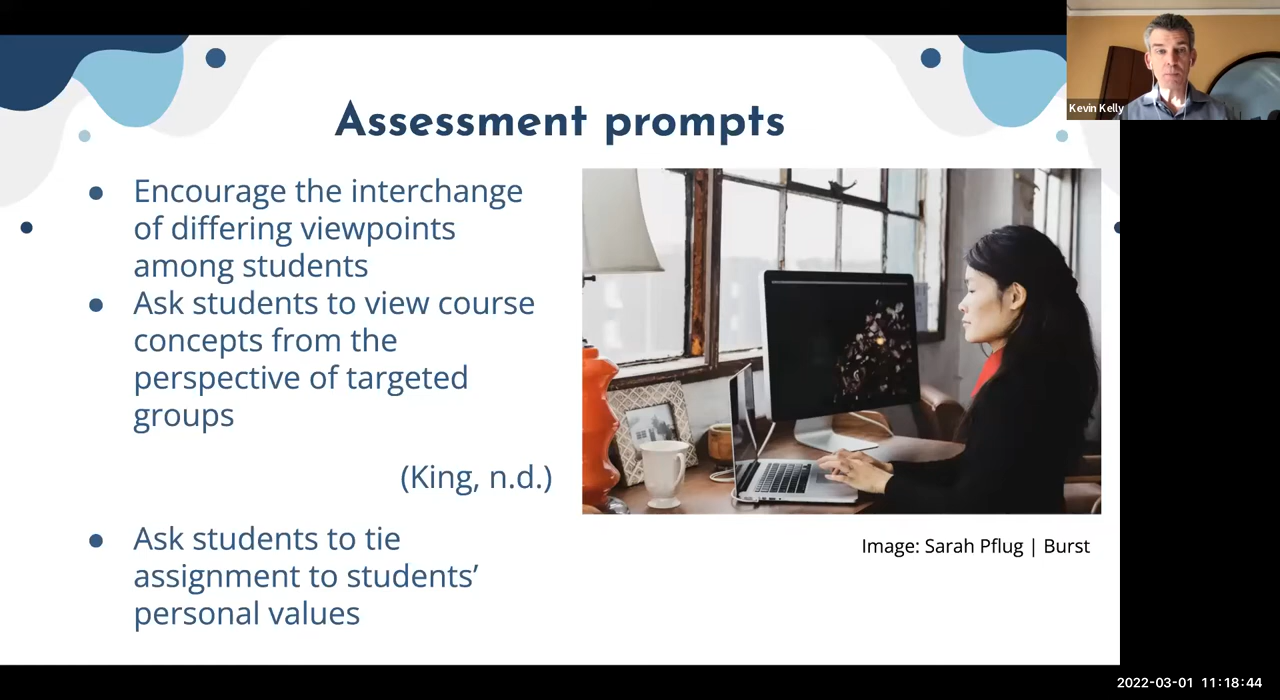 Kevin Kelly
Assessment prompts
● Encourage the interchange
of differing viewpoints
among students
● Ask students to view course
concepts from the
perspective of targeted
groups
(King, n.d.)
● Ask students to tie
assignment to students’
personal values
Image: Sarah Pflug | Burst
2022-03-01 11:18:44